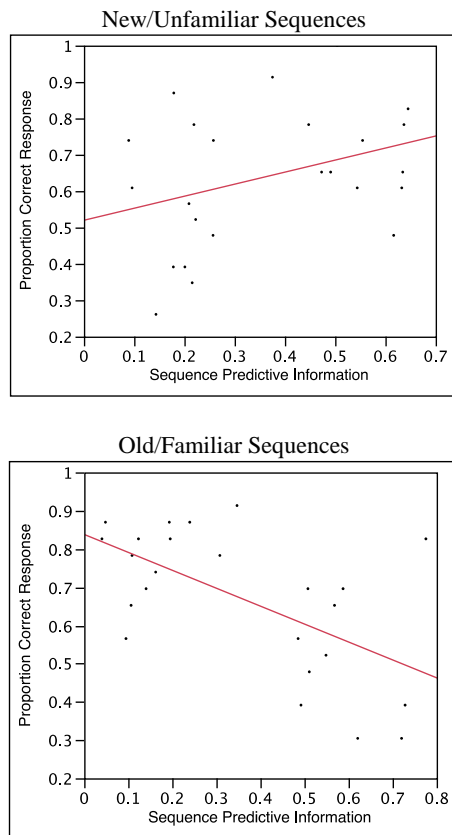 New/Unfamiliar Sequences
1
0.9
0.8
0.7
0.6
0.5
0.4
0.3
0.2
Proportion Correct Response
0 0.1 0.2 0.3 0.4 0.5 0.6 0.7
Sequence Predictive Information
Old/Familiar Sequences
1
0.9
0.8
0.7
0.6
0.5
0.4
0.3
0.2
Proportion Correct Response
0 0.1 0.2 0.3 0.4 0.5 0.6 0.7 0.8
Sequence Predictive Information